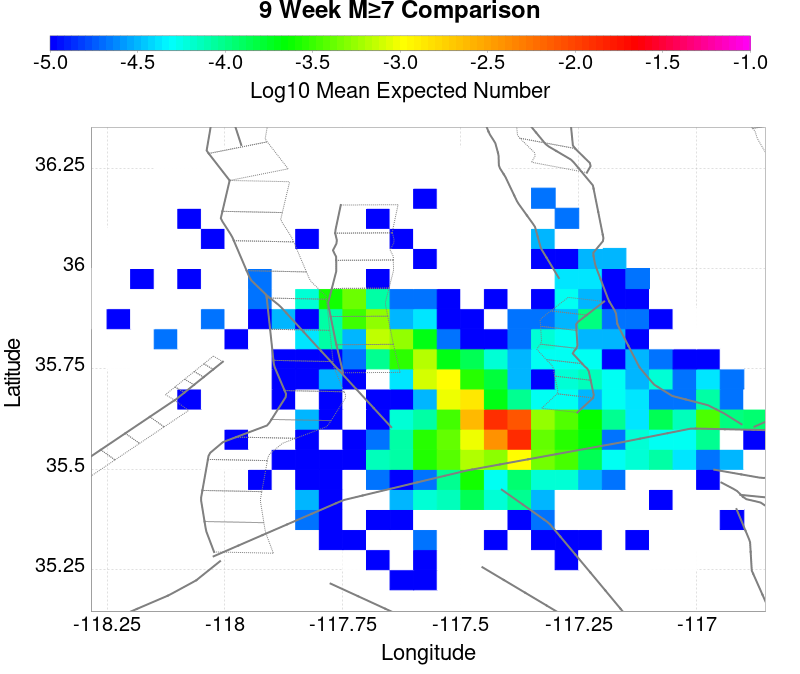 9 Week M≥7 Comparison
-5.0 -4.5 -4.0 -3.5 -3.0 -2.5 -2.0 -1.5 -1.0
Log10 Mean Expected Number
36.25
36
35.75
35.5
35.25
Latitude
-118.25 -118 -117.75 -117.5 -117.25 -117
Longitude